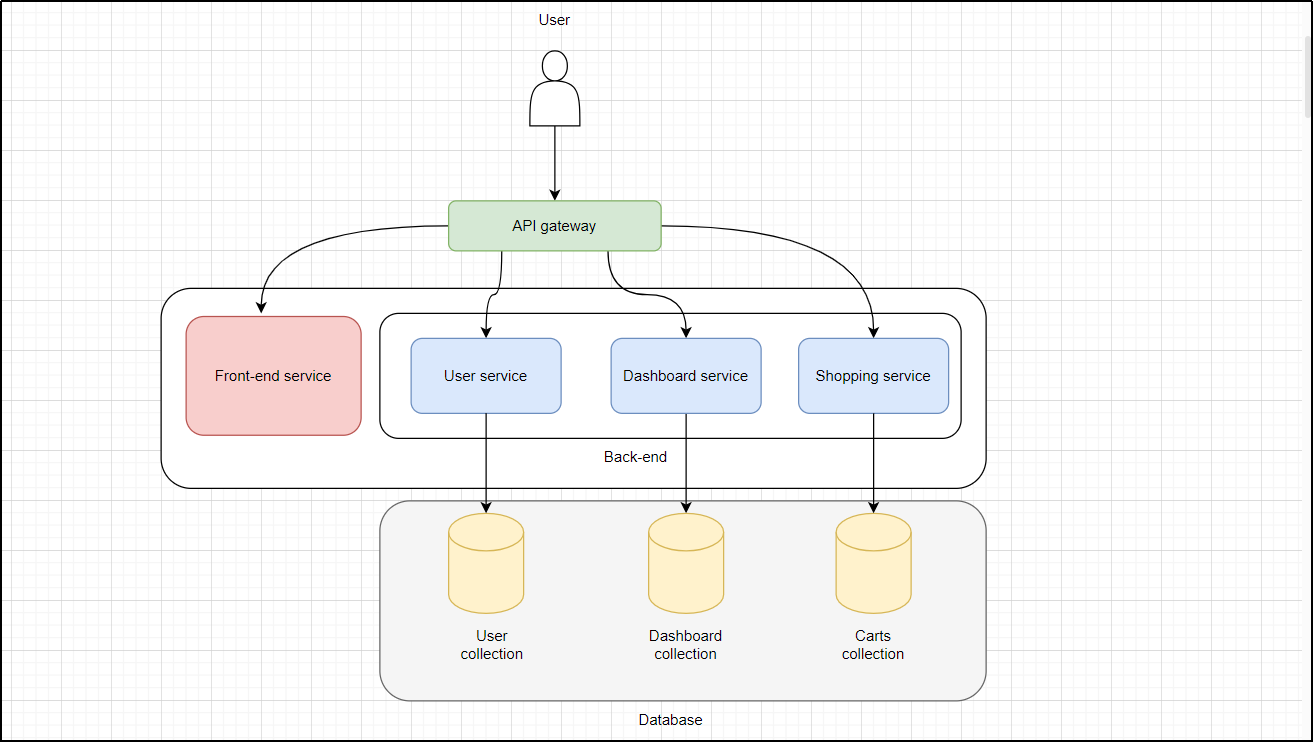 User
API gateway
Front-end service
User service
Dashboard service
Shopping service
Back-end
User
collection
Dashboard
collection
Carts
collection
Database